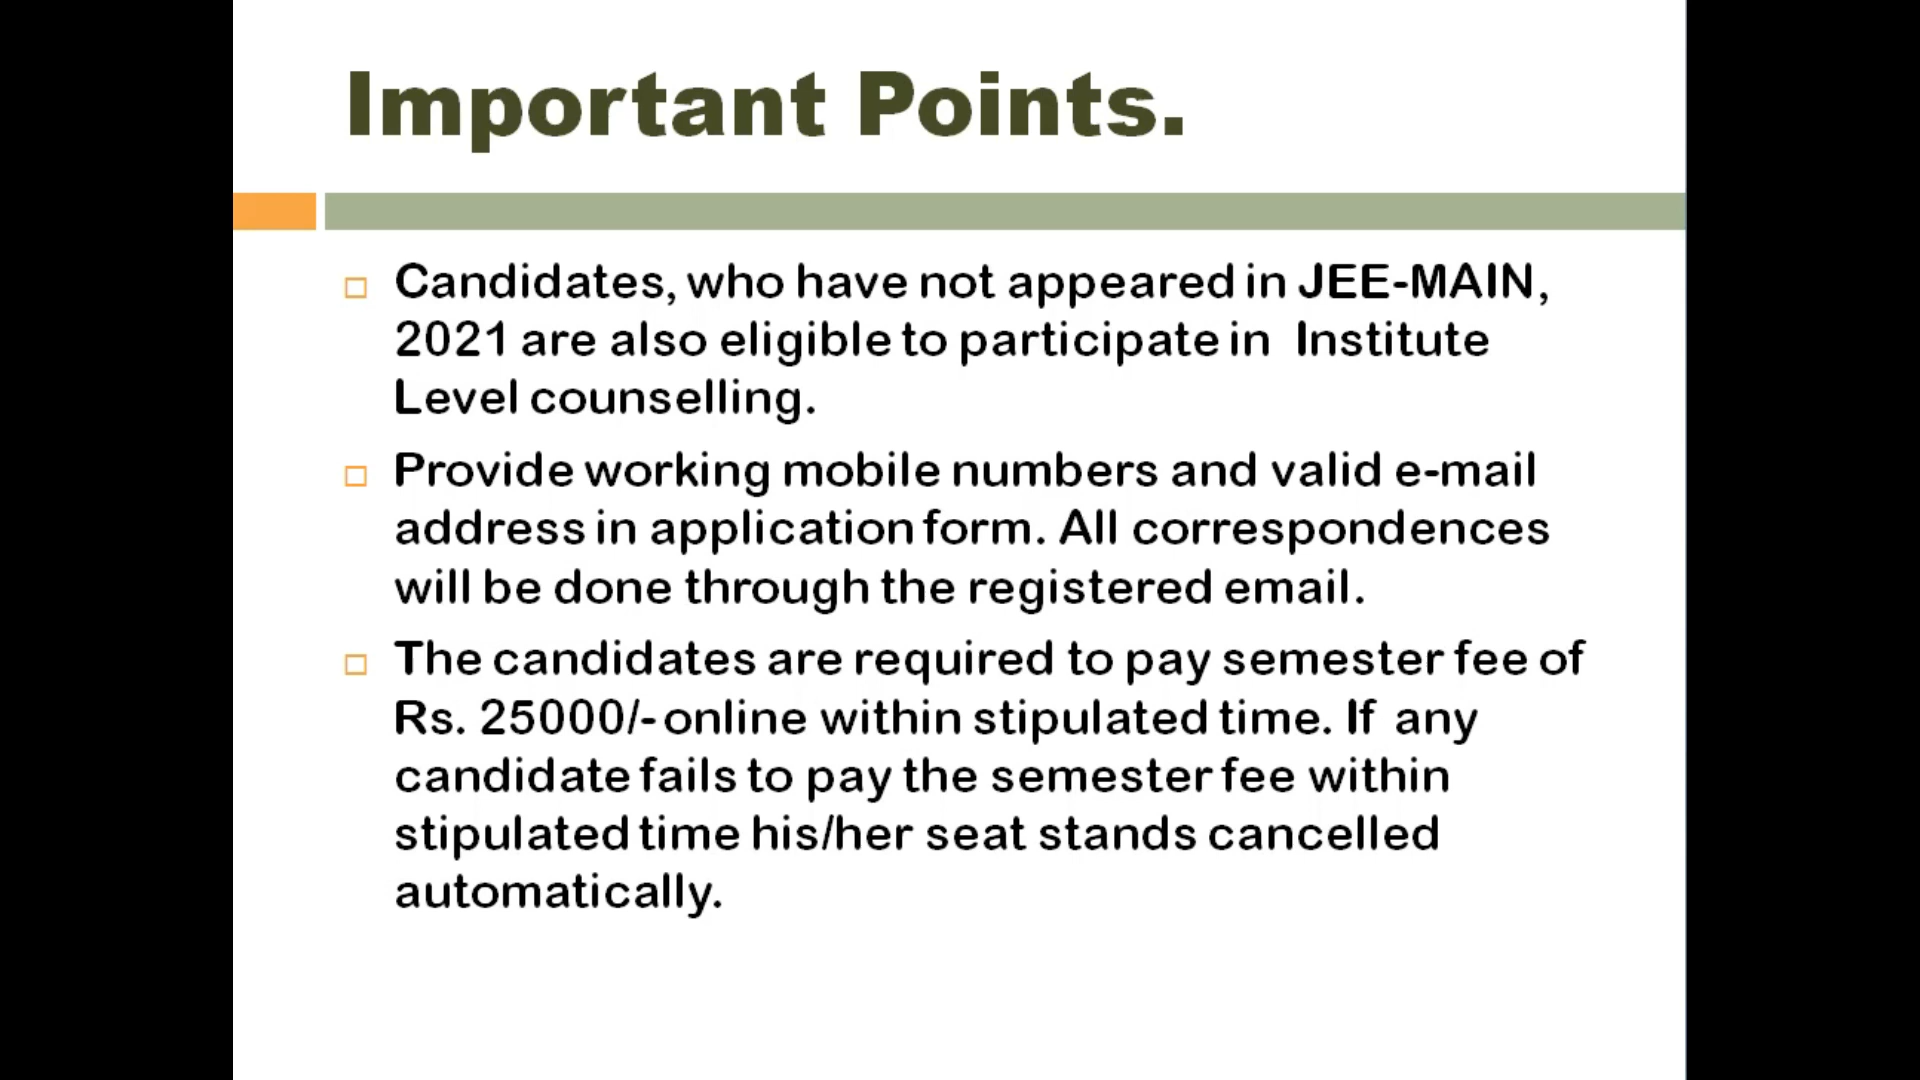 Important Points.
Candidates, who have not appeared in JEE-MAIN,
2021 are also eligible to participate in Institute
Level counselling.
Provide working mobile numbers and valid e-mail
address in application form. All correspondences
will be done through the registered email.
The candidates are required to pay semester fee of
Rs. 25000/- online within stipulated time. If any
candidate fails to pay the semester fee within
stipulated time his/her seat stands cancelled
automatically.